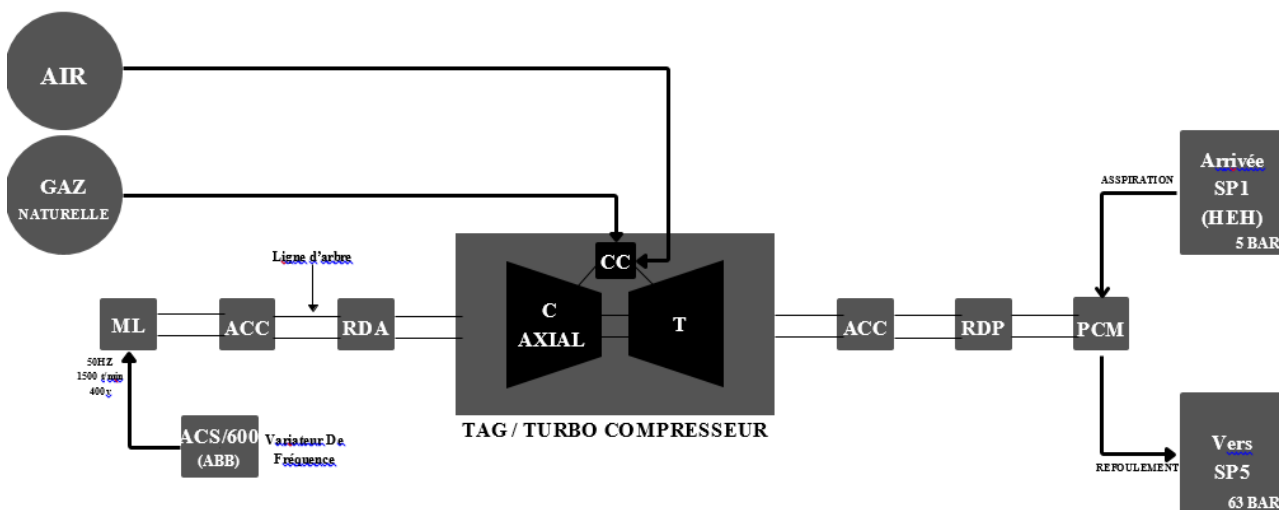 AIR
GAZ
NATURELLE
Ligne d'arbre
ML
ACC
RDA
50HZ
1500 r/min
400v
ACS/600
(ABB)
Variateur De
Fréquence
CC
C
AXIAL
T
TAG / TURBO COMPRESSEUR
ACC
RDP
PCM
ASSPIRATION
Arrivée
SP1
(HEH)
5 BAR
REFOULEMENT
Vers
SP5
63 BAR